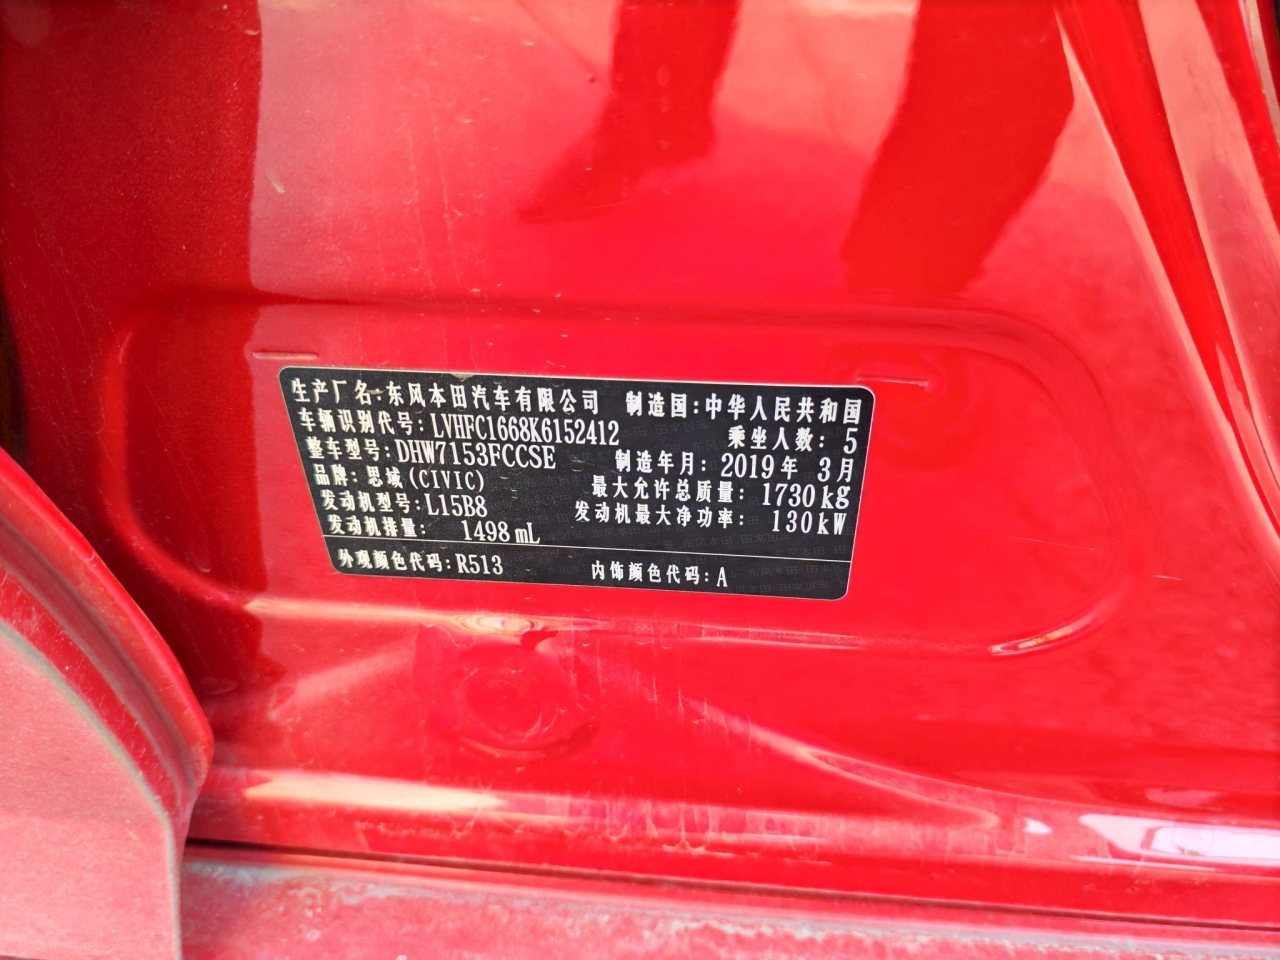 生产厂名:东风本田汽车有限公司 制造国:中华人民共和国
车辆识别代号:LVHFC1668K6152412 乘坐人数: 5
整车型号:DHW7153FCCSE 制造年月: 2019年 3月
品牌: 思域(CIVIC) 最大允许总质量: 1730kg
发动机型号:L15B8 发动机最大净功率: 130kW
发动机排量: 1498mL
外观颜色代码:R513 内饰颜色代码:A